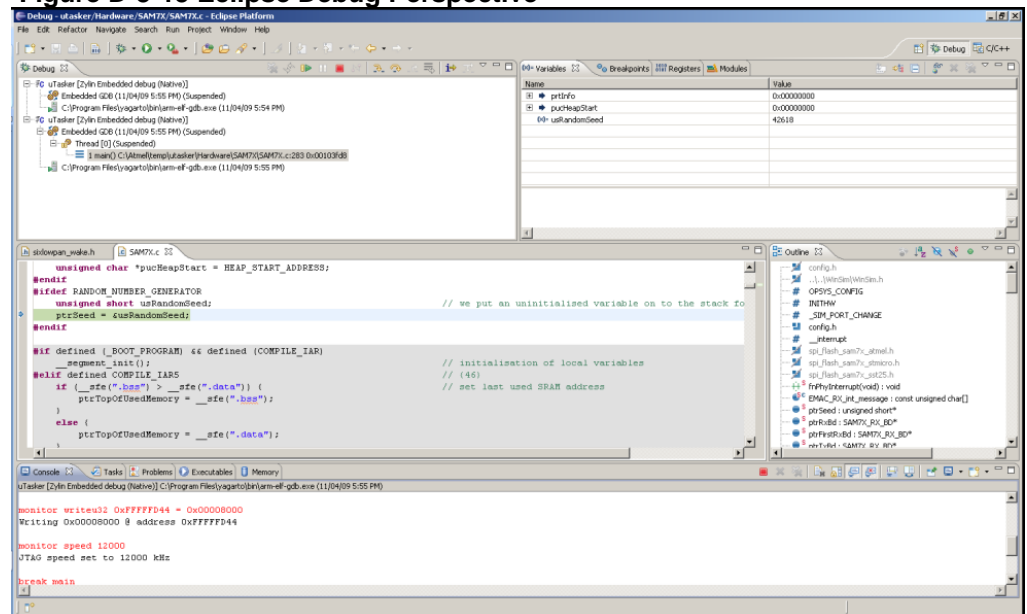 Figure D 3-13 Eclipse Debug Perspective
Debug - utasker/Hardware/SAM7X/SAM7X.c - Eclipse Platform
File Edit Refactor Navigate Search Run Project Window Help
Debug C/C++
Debug
uTasker [Zylin Embedded debug (Native)]
Embedded GDB (11/04/09 5:55 PM) (Suspended)
C:\Program Files\yagarto\bin\arm-elf-gdb.exe (11/04/09 5:54 PM)
uTasker [Zylin Embedded debug (Native)]
Embedded GDB (11/04/09 5:55 PM) (Suspended)
Thread [0] (Suspended)
1 main() C:\Atmel\temp\utasker\Hardware\SAM7X\SAM7X.c:283 0x00103fd8
C:\Program Files\yagarto\bin\arm-elf-gdb.exe (11/04/09 5:55 PM)
Variables Breakpoints Registers Modules
Name Value
prtInfo 0x00000000
pucHeapStart 0x00000000
usRandomSeed 42618
sixlowpan_wake.h SAM7X.c
unsigned char *pucHeapStart = HEAP_START_ADDRESS;
#endif
#ifdef RANDOM_NUMBER_GENERATOR
unsigned short usRandomSeed; // we put an uninitialised variable on to the stack fo
ptrSeed = &usRandomSeed;
#endif
#if defined (_BOOT_PROGRAM) && defined (COMPILE_IAR)
__segment_init(); // initialisation of local variables
#elif defined COMPILE_IAR5 // (46)
if (__sfe(".bss") > __sfe(".data")) { // set last used SRAM address
ptrTopOfUsedMemory = __sfe(".bss");
}
else {
ptrTopOfUsedMemory = __sfe(".data");
}
Outline
config.h
..\..\WinSim\WinSim.h
OPSYS_CONFIG
INITHW
_SIM_PORT_CHANGE
config.h
__interrupt
spi_flash_sam7x_atmel.h
spi_flash_sam7x_stmicro.h
spi_flash_sam7x_sst25.h
fnPhyInterrupt(void) : void
EMAC_RX_int_message : const unsigned char[]
ptrSeed : unsigned short*
ptrRxBd : SAM7X_RX_BD*
ptrFirstRxBd : SAM7X_RX_BD*
ptrTxBd : SAM7X_RX_BD*
Console Tasks Problems Executables Memory
uTasker [Zylin Embedded debug (Native)] C:\Program Files\yagarto\bin\arm-elf-gdb.exe (11/04/09 5:55 PM)
monitor writeu32 0xFFFFFD44 = 0x00008000
Writing 0x00008000 @ address 0xFFFFFD44
monitor speed 12000
JTAG speed set to 12000 kHz
break main